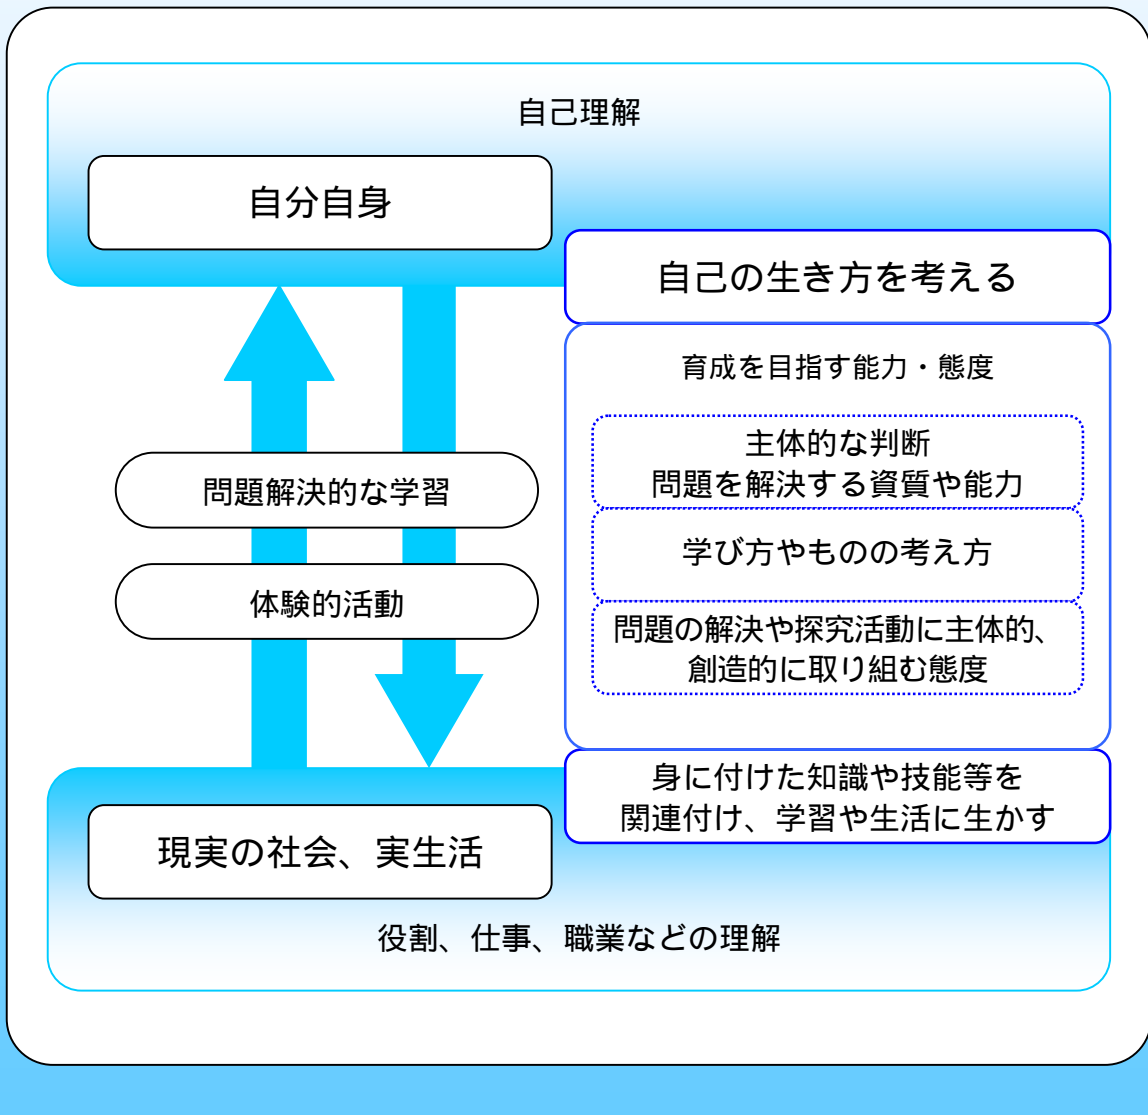 自己理解
自分自身
自己の生き方を考える
育成を目指す能力・態度
主体的な判断
問題を解決する資質や能力
学び方やものの考え方
問題の解決や探究活動に主体的、
創造的に取り組む態度
問題解決的な学習
体験的活動
身に付けた知識や技能等を
関連付け、学習や生活に生かす
現実の社会、実生活
役割、仕事、職業などの理解